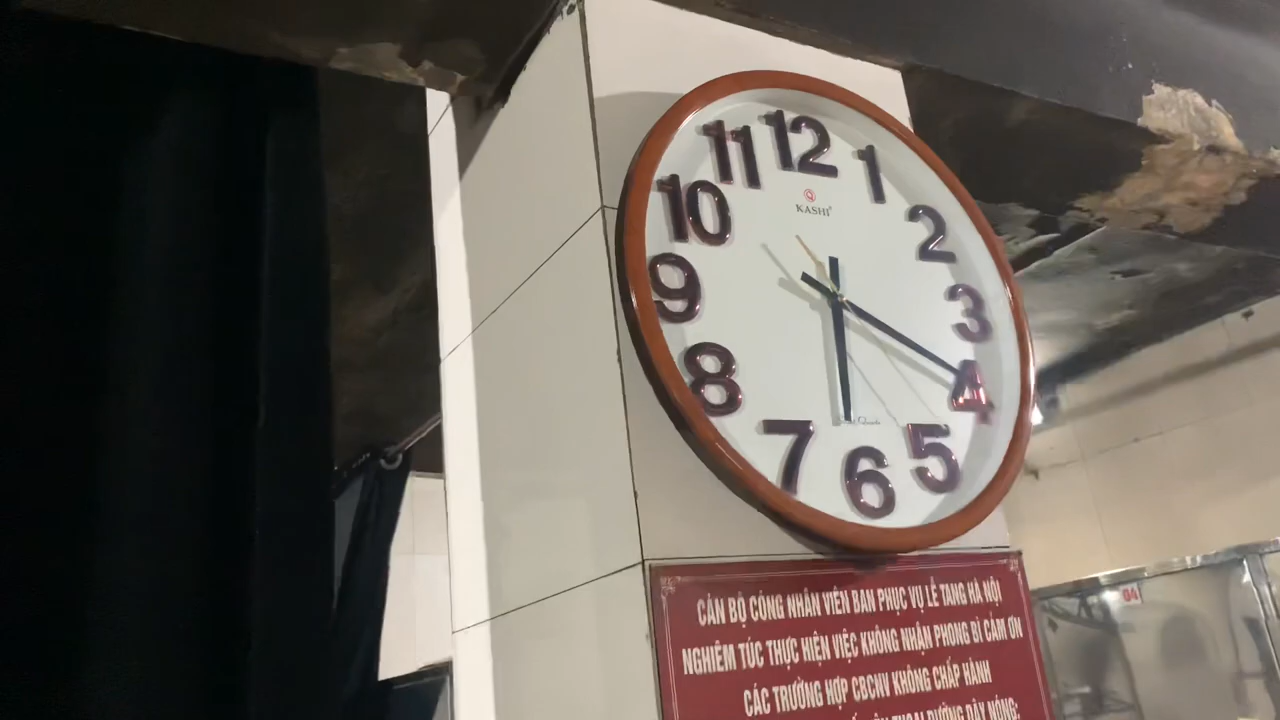 11 12 1
10 2
KASHI®
9 3
8 4
7 6 5
CÁN BỘ CÔNG NHÂN VIÊN BAN PHỤC VỤ LỄ TANG HÀ NỘI
NGHIÊM TÚC THỰC HIỆN VIỆC KHÔNG NHẬN PHONG BÌ CẢM ƠN
CÁC TRƯỜNG HỢP CBCNV KHÔNG CHẤP HÀNH
THOẠI ĐƯỜNG DÂY NÓNG:
04